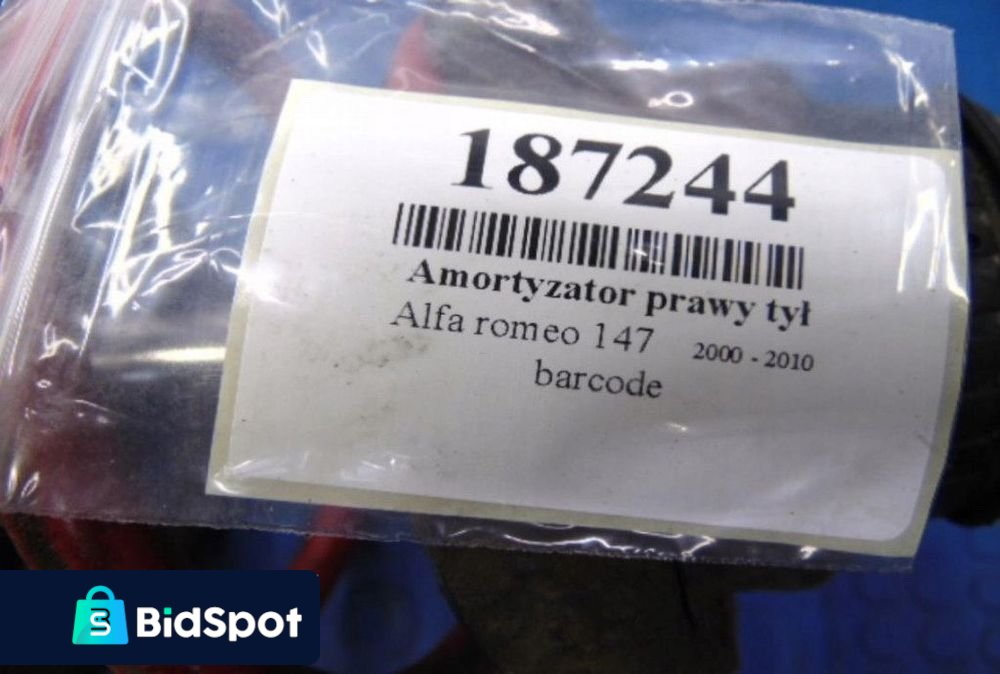 187244
Amortyzator prawy tył
Alfa romeo 147 2000 - 2010
barcode
BidSpot